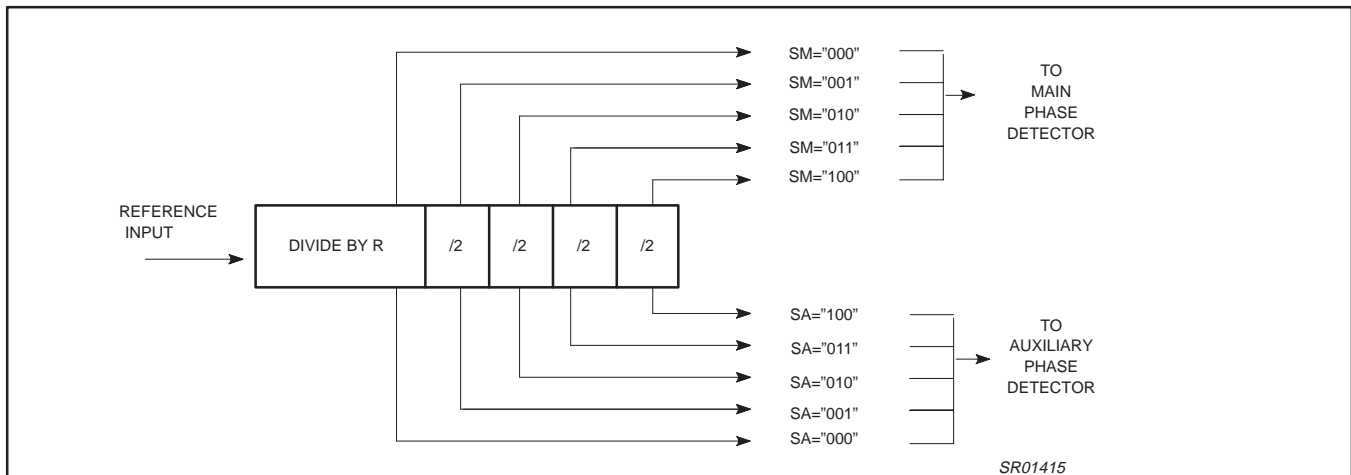 SM=”000”
SM=”001”
SM=”010”
SM=”011”
SM=”100”
TO
MAIN
PHASE
DETECTOR
REFERENCE
INPUT
DIVIDE BY R
/2
/2
/2
/2
SA=”100”
SA=”011”
SA=”010”
SA=”001”
SA=”000”
TO
AUXILIARY
PHASE
DETECTOR
SR01415